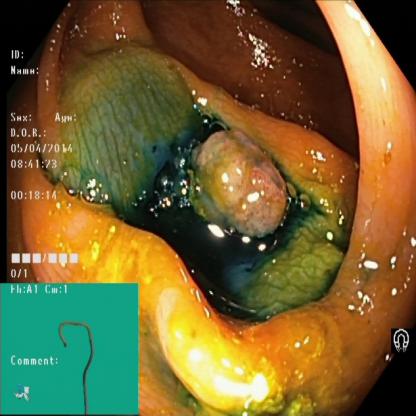 ID:
Name:
Sex: Age:
D.O.B.:
05/04/2014
08:41:23
00:18:14
0/1
Eh:A1 Cm:1
Comment: